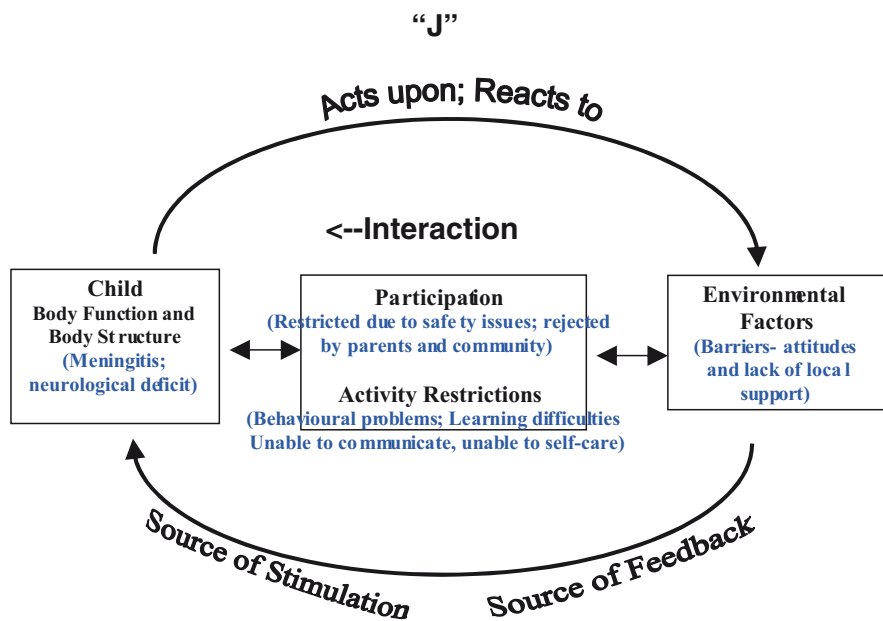 “J”
Acts upon; Reacts to
<--Interaction
Child
Body Function and
Body Structure
(Meningitis;
neurological deficit)
Participation
(Restricted due to safety issues; rejected
by parents and community)
Activity Restrictions
(Behavioural problems; Learning difficulties
Unable to communicate, unable to self-care)
Environmental
Factors
(Barriers- attitudes
and lack of local
support)
Source of Stimulation
Source of Feedback